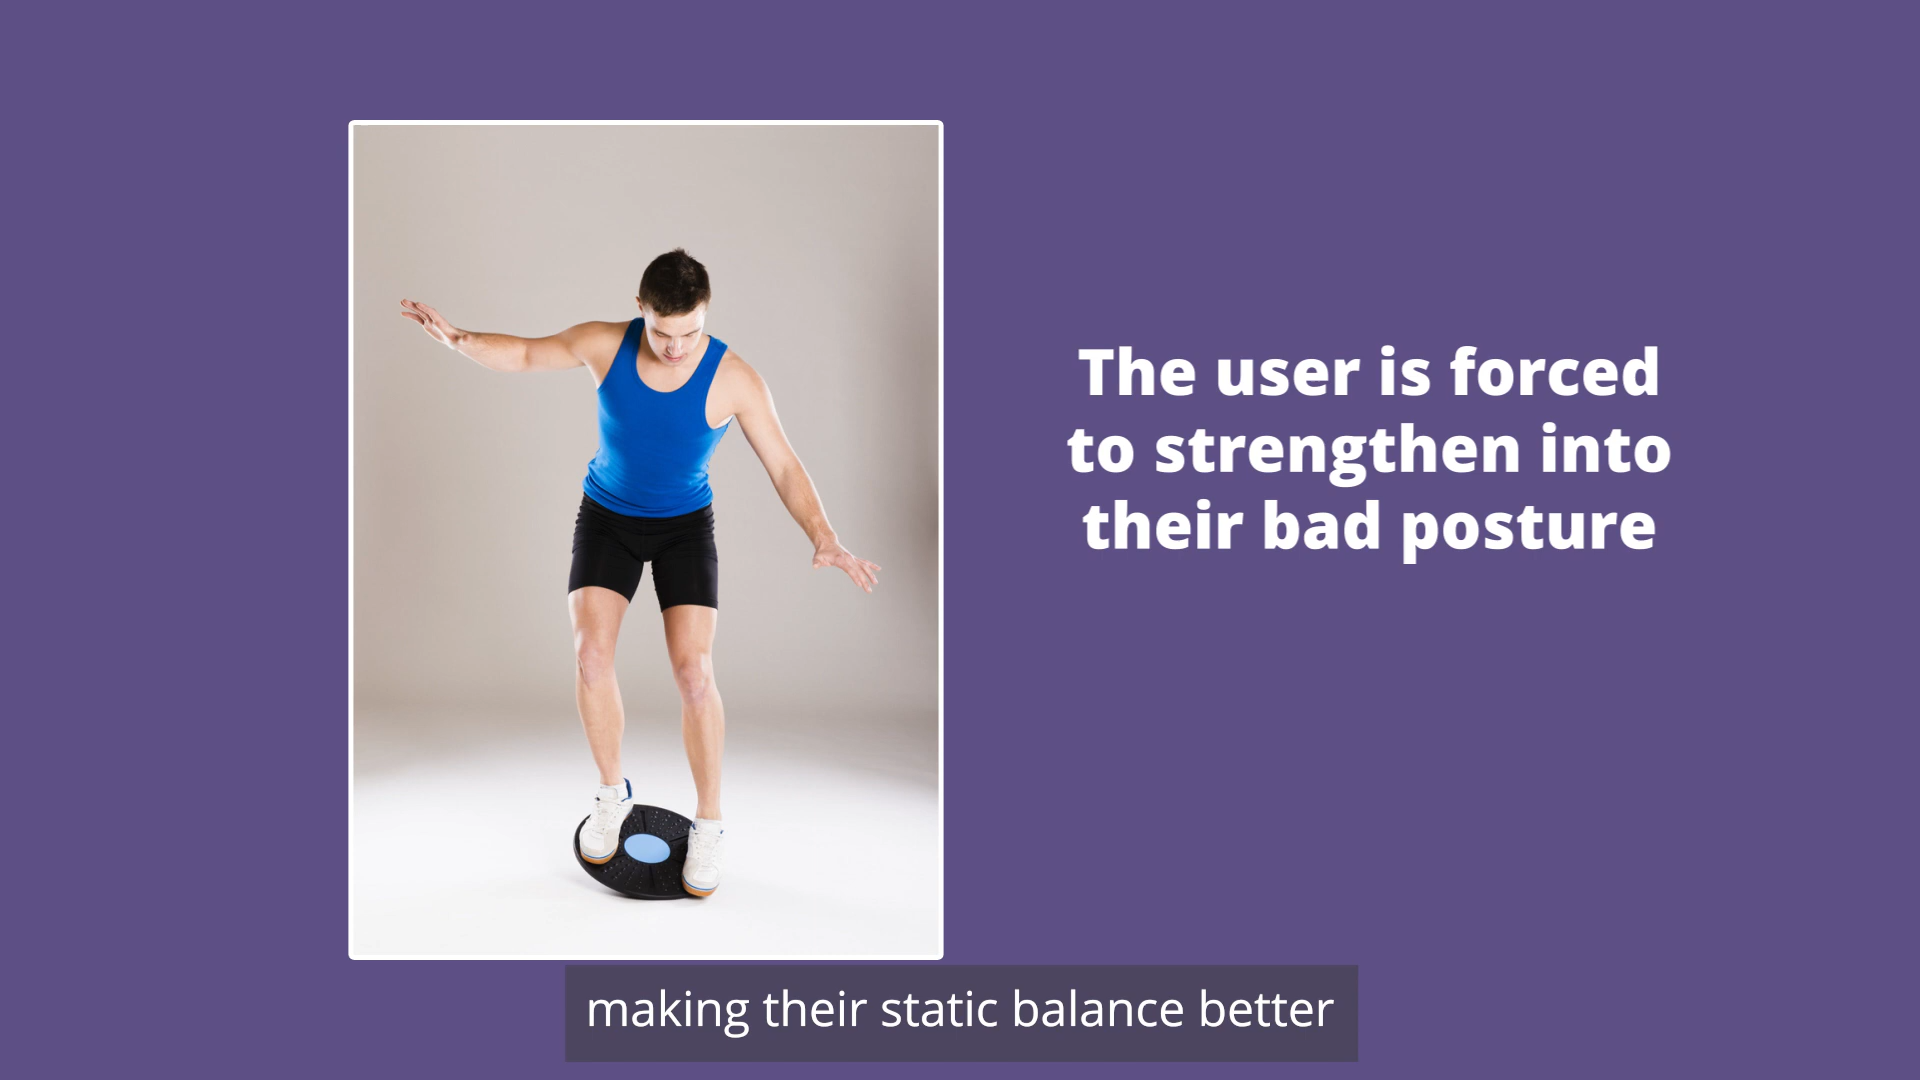 The user is forced
to strengthen into
their bad posture
making their static balance better